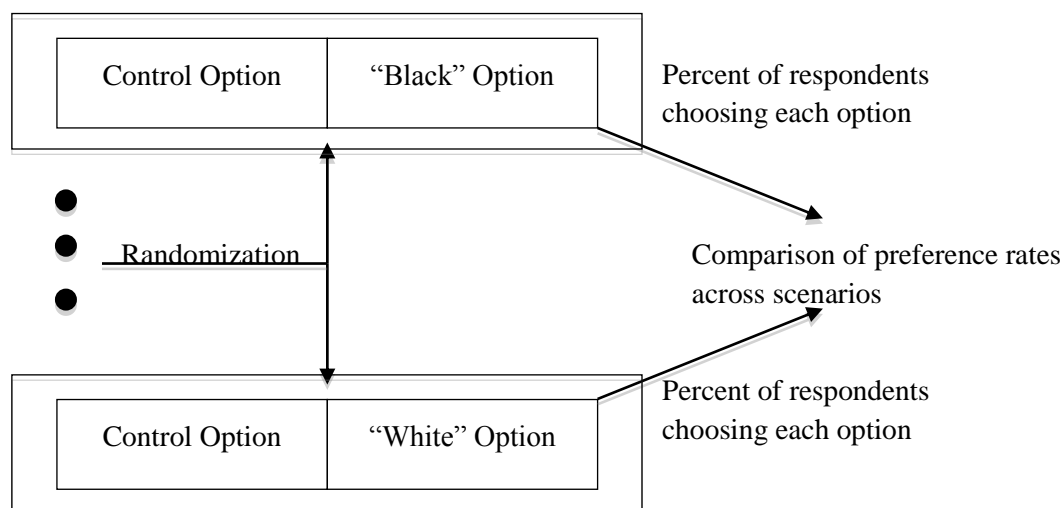 Control Option
“Black” Option
Percent of respondents
choosing each option
Randomization
Comparison of preference rates
across scenarios
Control Option
“White” Option
Percent of respondents
choosing each option